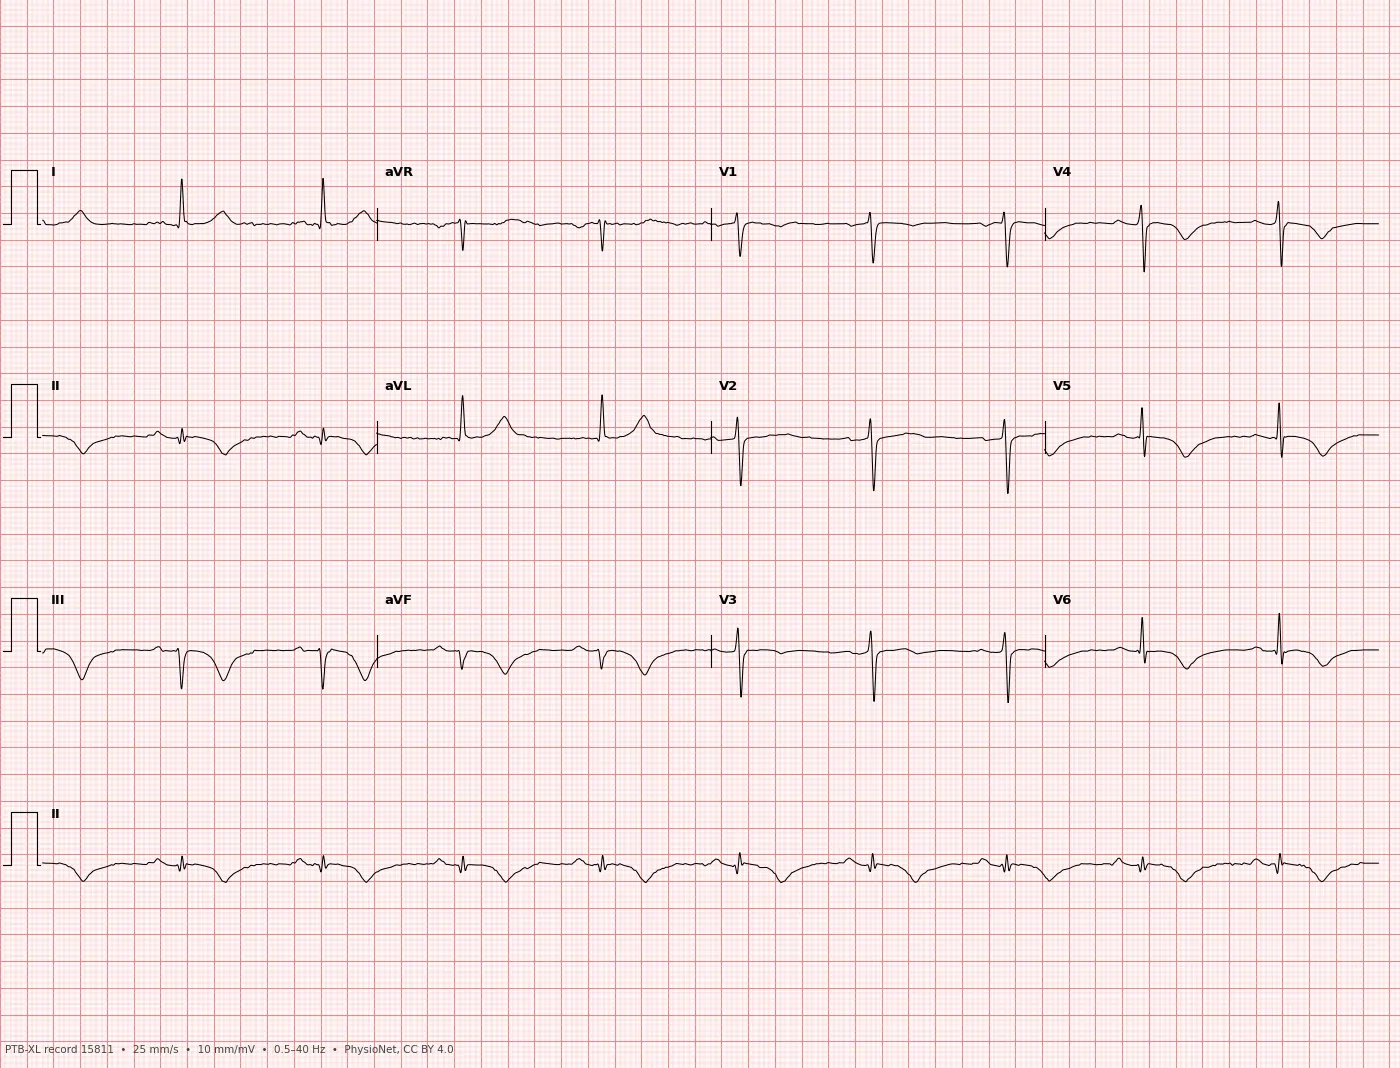 I aVR V1 V4
II aVL V2 V5
III aVF V3 V6
II
PTB-XL record 15811 • 25 mm/s • 10 mm/mV • 0.5–40 Hz • PhysioNet, CC BY 4.0